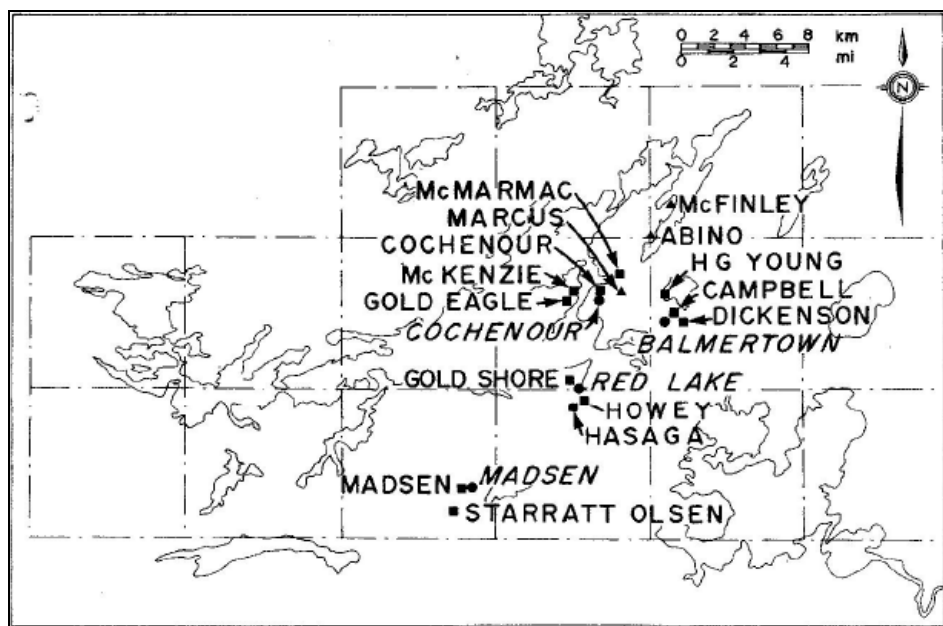 0 2 4 6 8 km
0 2 4 mi
N
McMARMAC
MARCUS
COCHENOUR
McKENZIE
GOLD EAGLE
COCHENOUR
McFINLEY
ABINO
HG YOUNG
CAMPBELL
DICKENSON
BALMERTOWN
GOLD SHORE
RED LAKE
HOWEY
HASAGA
MADSEN
MADSEN
STARRATT OLSEN